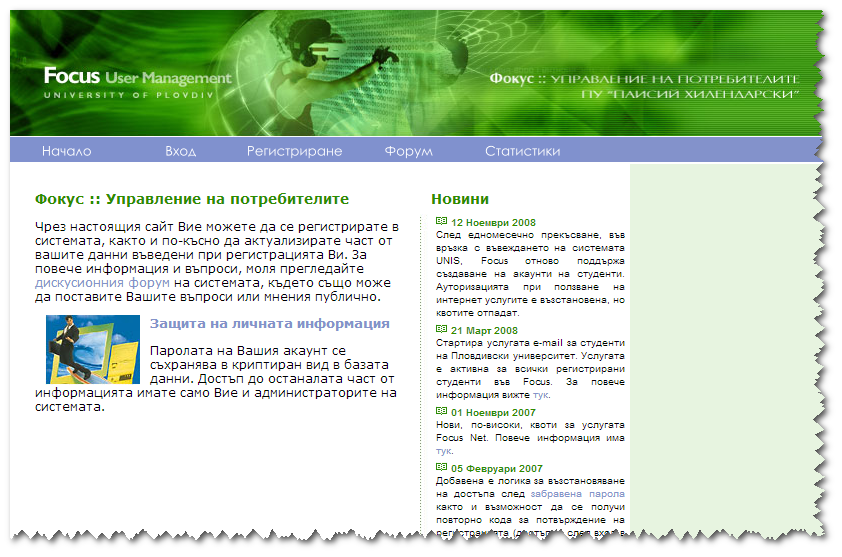 Focus User Management
UNIVERSITY OF PLOVDIV
Фокус :: УПРАВЛЕНИЕ НА ПОТРЕБИТЕЛИТЕ
ПУ "ПАИСИЙ ХИЛЕНДАРСКИ"
Начало Вход Регистриране Форум Статистики
Фокус :: Управление на потребителите
Чрез настоящия сайт Вие можете да се регистрирате в
системата, както и по-късно да актуализирате част от
вашите данни въведени при регистрацията Ви. За
повече информация и въпроси, моля прегледайте
дискусионния форум на системата, където също може
да поставите Вашите въпроси или мнения публично.
Защита на личната информация
Паролата на Вашия акаунт се
съхранява в криптиран вид в базата
данни. Достъп до останалата част от
информацията имате само Вие и администраторите на
системата.
Новини
12 Ноември 2008
След едномесечно прекъсване, във
връзка с въвеждането на системата
UNIS, Focus отново поддържа
създаване на акаунти на студенти.
Ауторизацията при ползване на
интернет услугите е възстановена, но
квотите отпадат.
21 Март 2008
Стартира услугата e-mail за студенти
на Пловдивски университет. Услугата
е активна за всички регистрирани
студенти във Focus. За повече
информация вижте тук.
01 Ноември 2007
Нови, по-високи, квоти за услугата
Focus Net. Повече информация има
тук.
05 Февруари 2007
Добавена е логика за възстановяване
на достъпа след забравена парола
както и възможност да се получи
повторно кода за потвърждение на
регистрацията (достъпно след вход в